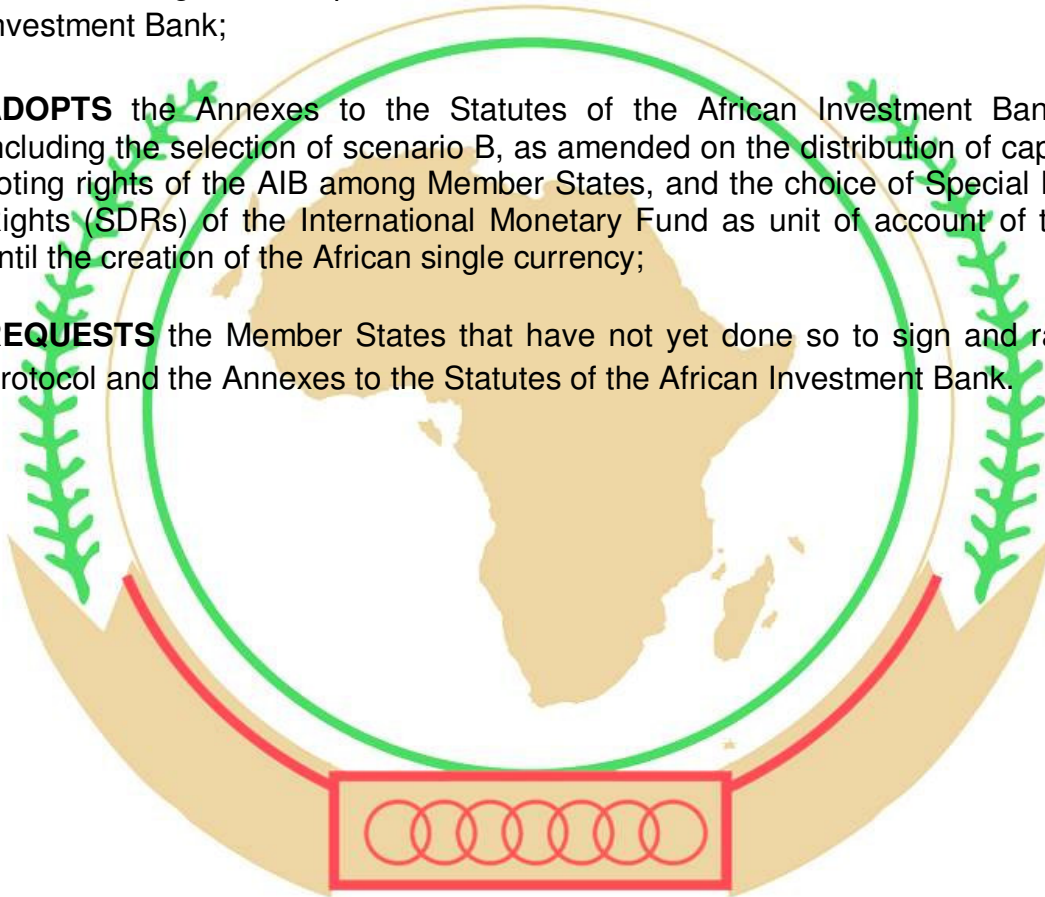 nvestment Bank;
ADOPTS the Annexes to the Statutes of the African Investment Ban
ncluding the selection of scenario B, as amended on the distribution of cap
oting rights of the AIB among Member States, and the choice of Special
ights (SDRs) of the International Monetary Fund as unit of account of t
ntil the creation of the African single currency;
REQUESTS the Member States that have not yet done so to sign and ra
rotocol and the Annexes to the Statutes of the African Investment Bank.